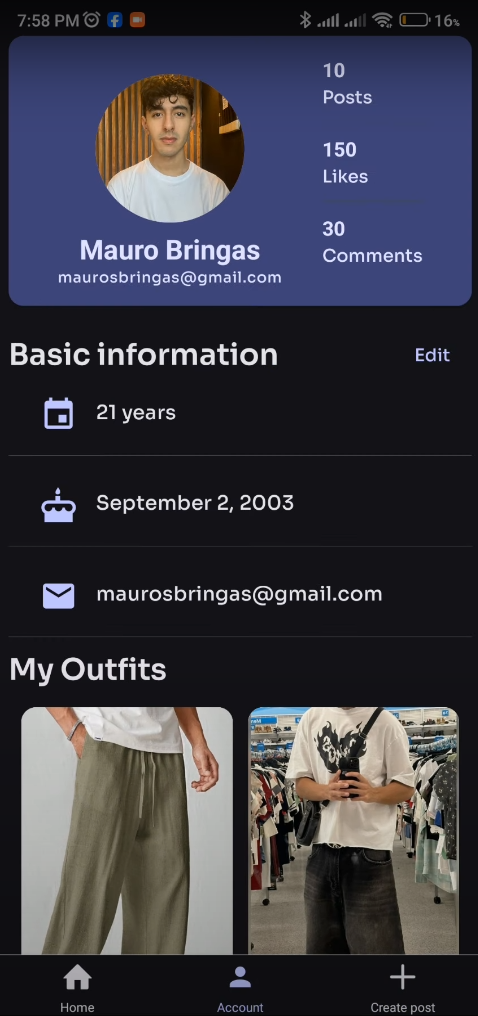 7:58 PM
16%
10
Posts
150
Likes
30
Comments
Mauro Bringas
maurosbringas@gmail.com
Basic information
Edit
21 years
September 2, 2003
maurosbringas@gmail.com
My Outfits
Home
Account
Create post